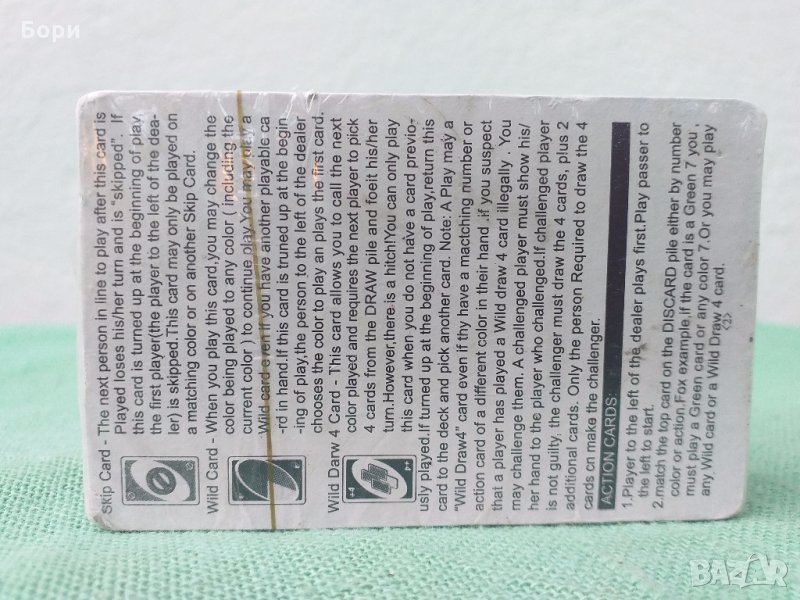 Бори
Skip Card - The next person in line to play after this card is
Played loses his/her turn and is "skipped". If
this card is turned up at the beginning of play,
the first player(the player to the left of the dea-
ler) is skipped.This card may only be played on
a matching color or on another Skip Card.
Wild Card - When you play this card,you may change the
color being played to any color ( including the
current color ) to continue play.You may play a
Wild card even if you have another playable ca
-rd in hand.If this card is truned up at the begin
-ing of play,the person to the left of the dealer
chooses the color to play an plays the first card.
Wild Darw 4 Card - This card allows you to call the next
color played and requires the next player to pick
4 cards from the DRAW pile and foeit his/her
turn.However,there is a hitch!You can only play
this card when you do not have a card previo-
usly played.If turned up at the beginning of play,return this
card to the deck and pick another card. Note: A Play may a
"Wild Draw4" card even if thy have a mactching number or
action card of a different color in their hand .if you suspect
that a player has played a Wild draw 4 card illegally . You
may challenge them. A challenged player must show his/
her hand to the player who challenged.If challenged player
is not guilty, the challenger must draw the 4 cards, plus 2
additional cards. Only the person Required to draw the 4
cards cn make the challenger.
ACTION CARDS:
1.Player to the left of the dealer plays first.Play passer to
the left to start.
2.match the top card on the DISCARD pile either by number
color or action.Fox example,if the card is a Green 7 you ,
must play a Green card or any color 7.Or you may play
any Wild card or a Wild Draw 4 card.
<2>
BAZAR